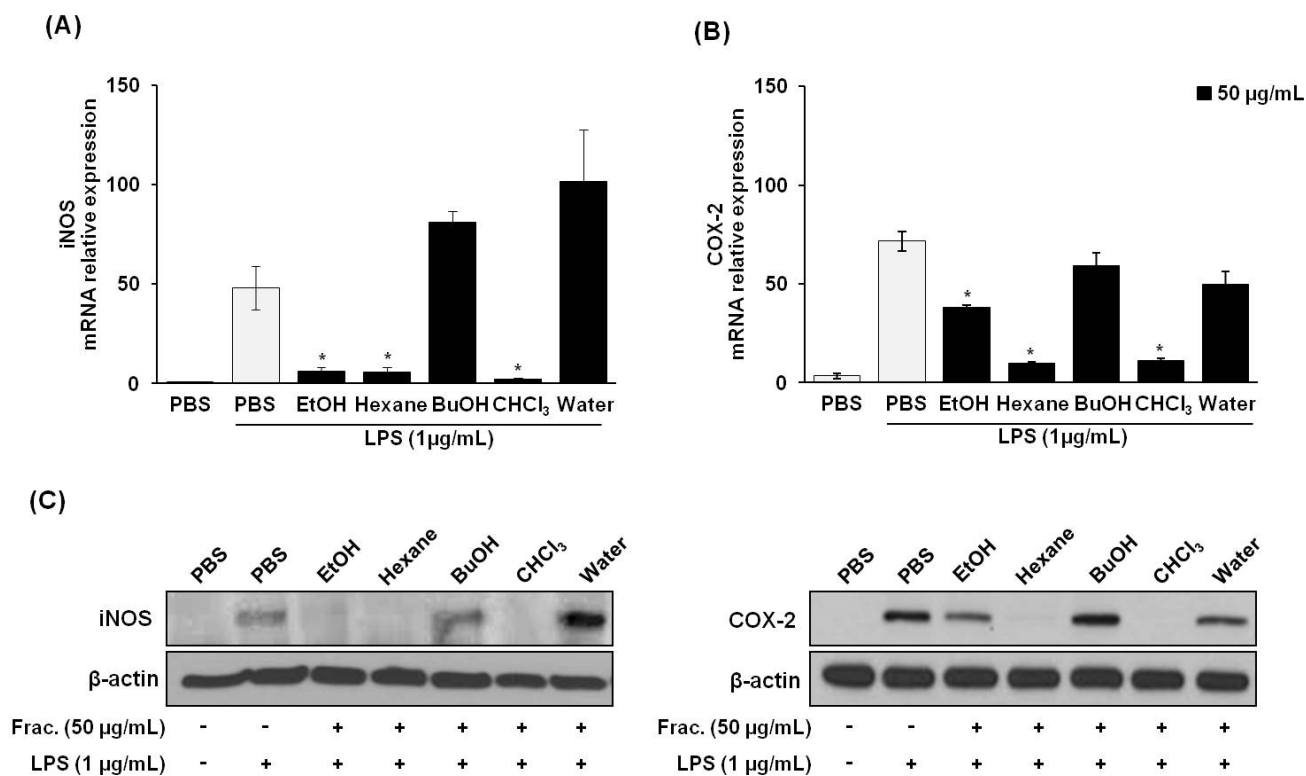 (A)
iNOS
mRNA relative expression
150
100
50
0
*
*
*
PBS PBS EtOH Hexane BuOH CHCl₃ Water
LPS (1µg/mL)
(B)
COX-2
mRNA relative expression
150
100
50
0
50 µg/mL
*
*
*
PBS PBS EtOH Hexane BuOH CHCl₃ Water
LPS (1µg/mL)
(C)
PBS PBS EtOH Hexane BuOH CHCl₃ Water
iNOS
β-actin
Frac. (50 µg/mL) - - + + + + +
LPS (1 µg/mL) - + + + + + +
PBS PBS EtOH Hexane BuOH CHCl₃ Water
COX-2
β-actin
Frac. (50 µg/mL) - - + + + + +
LPS (1 µg/mL) - + + + + + +